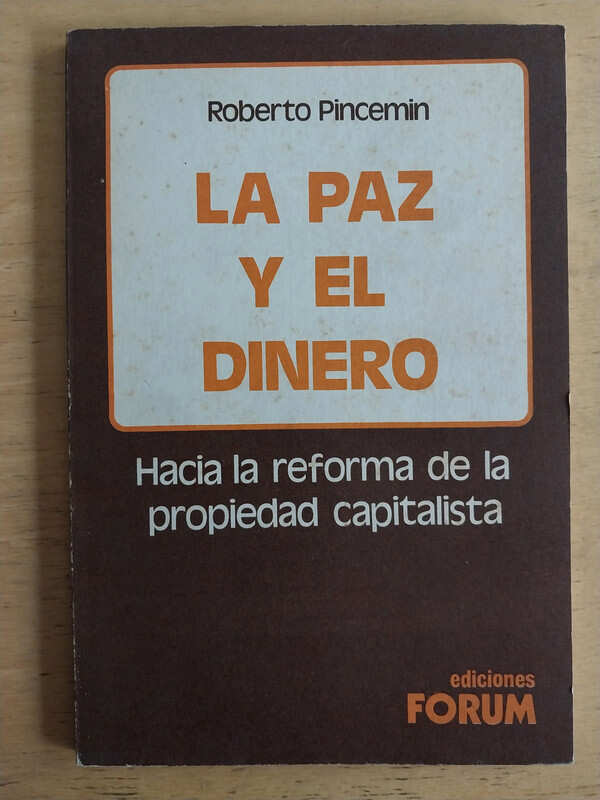 Roberto Pincemin
LA PAZ
Y EL
DINERO
Hacia la reforma de la
propiedad capitalista
ediciones
FORUM